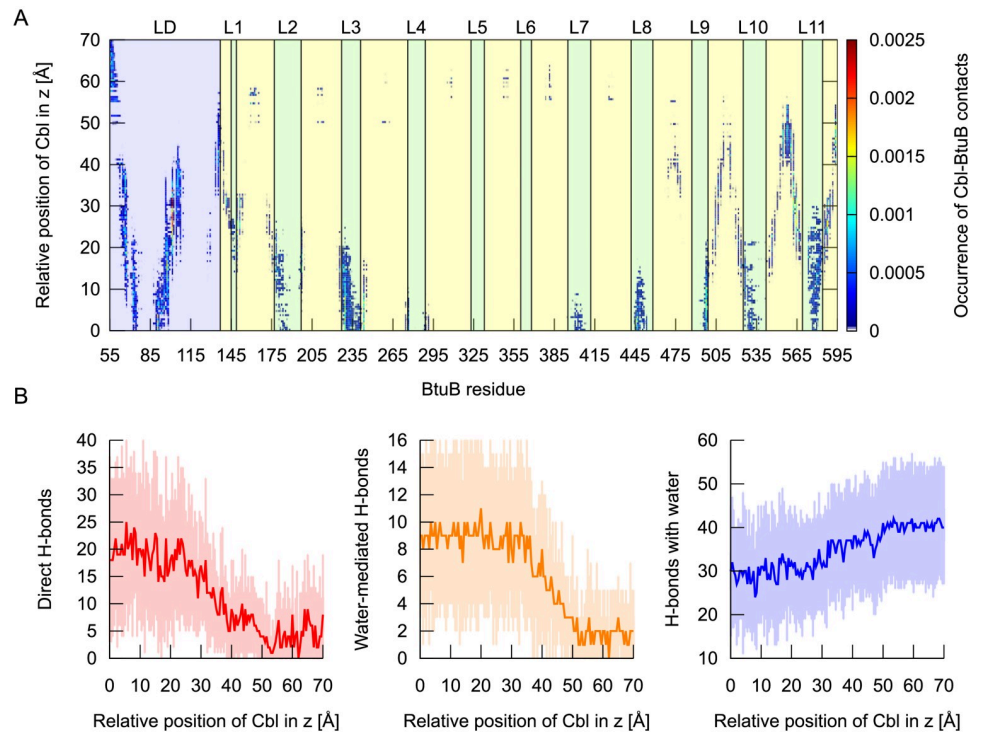 A
LD L1 L2 L3 L4 L5 L6 L7 L8 L9 L10 L11
Relative position of Cbl in z [Å]
70
60
50
40
30
20
10
0
55 85 115 145 175 205 235 265 295 325 355 385 415 445 475 505 535 565 595
BtuB residue
0.0025
0.002
0.0015
0.001
0.0005
0
Occurrence of Cbl-BtuB contacts
B
Direct H-bonds
40
35
30
25
20
15
10
5
0
0 10 20 30 40 50 60 70
Relative position of Cbl in z [Å]
Water-mediated H-bonds
16
14
12
10
8
6
4
2
0
0 10 20 30 40 50 60 70
Relative position of Cbl in z [Å]
H-bonds with water
60
50
40
30
20
10
0 10 20 30 40 50 60 70
Relative position of Cbl in z [Å]